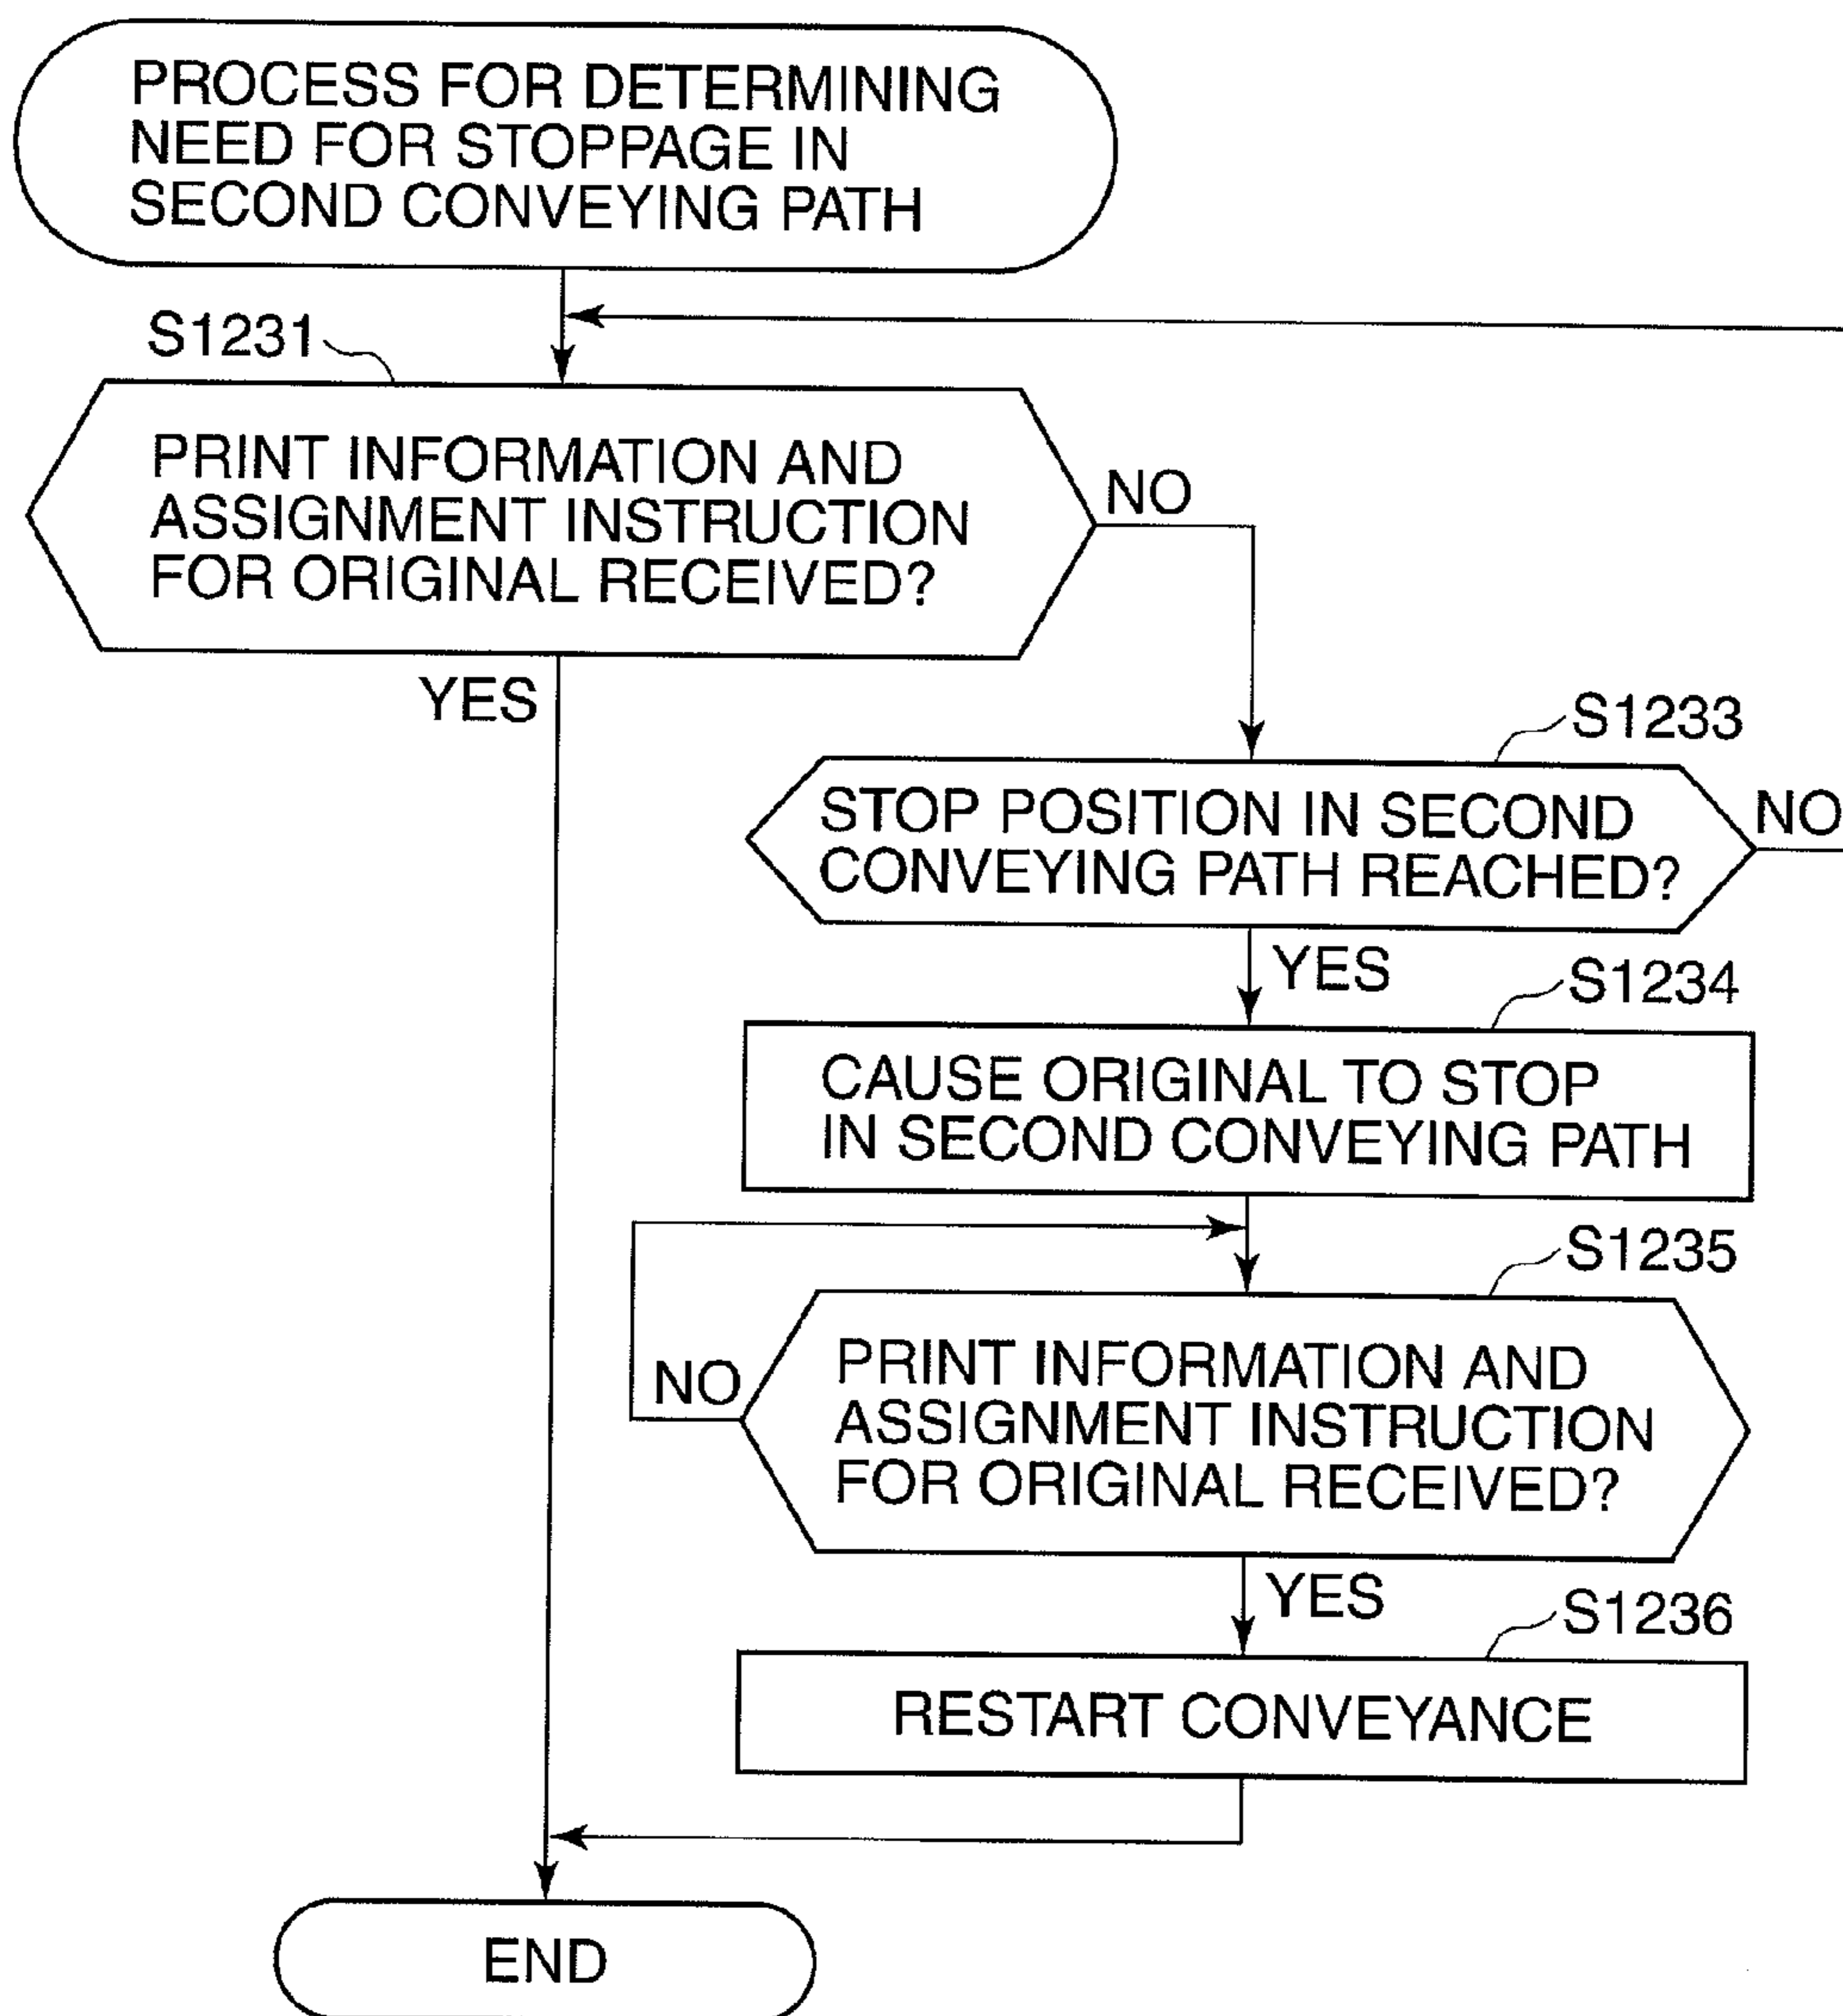 PROCESS FOR DETERMINING
NEED FOR STOPPAGE IN
SECOND CONVEYING PATH
S1231
PRINT INFORMATION AND
ASSIGNMENT INSTRUCTION
FOR ORIGINAL RECEIVED?
NO
YES
S1233
STOP POSITION IN SECOND
CONVEYING PATH REACHED?
NO
YES
S1234
CAUSE ORIGINAL TO STOP
IN SECOND CONVEYING PATH
S1235
PRINT INFORMATION AND
ASSIGNMENT INSTRUCTION
FOR ORIGINAL RECEIVED?
NO
YES
S1236
RESTART CONVEYANCE
END